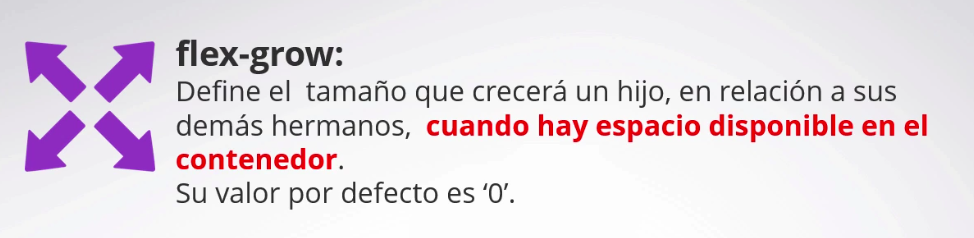 flex-grow:
Define el  tamaño que crecerá un hijo, en relación a sus
demás hermanos,  cuando hay espacio disponible en el
contenedor.
Su valor por defecto es ‘0’.